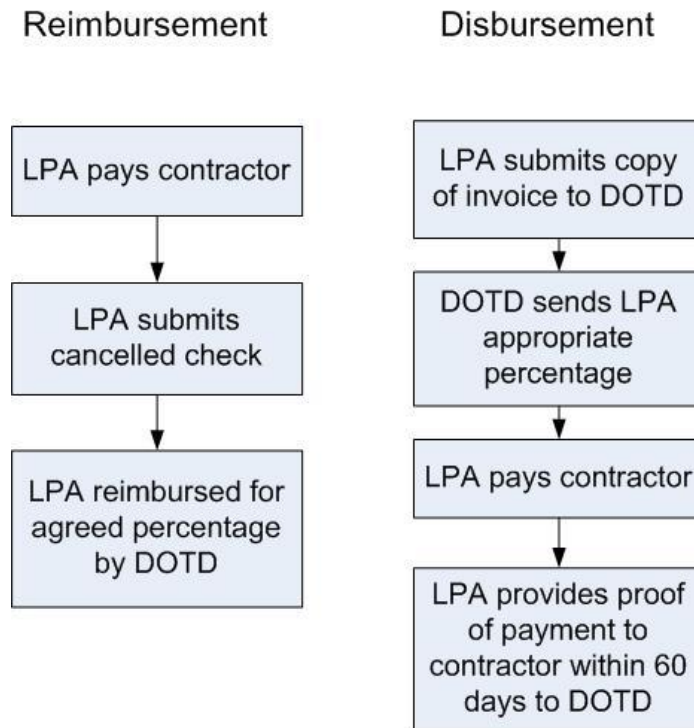 Reimbursement
LPA pays contractor
LPA submits
cancelled check
LPA reimbursed for
agreed percentage
by DOTD
Disbursement
LPA submits copy
of invoice to DOTD
DOTD sends LPA
appropriate
percentage
LPA pays contractor
LPA provides proof
of payment to
contractor within 60
days to DOTD